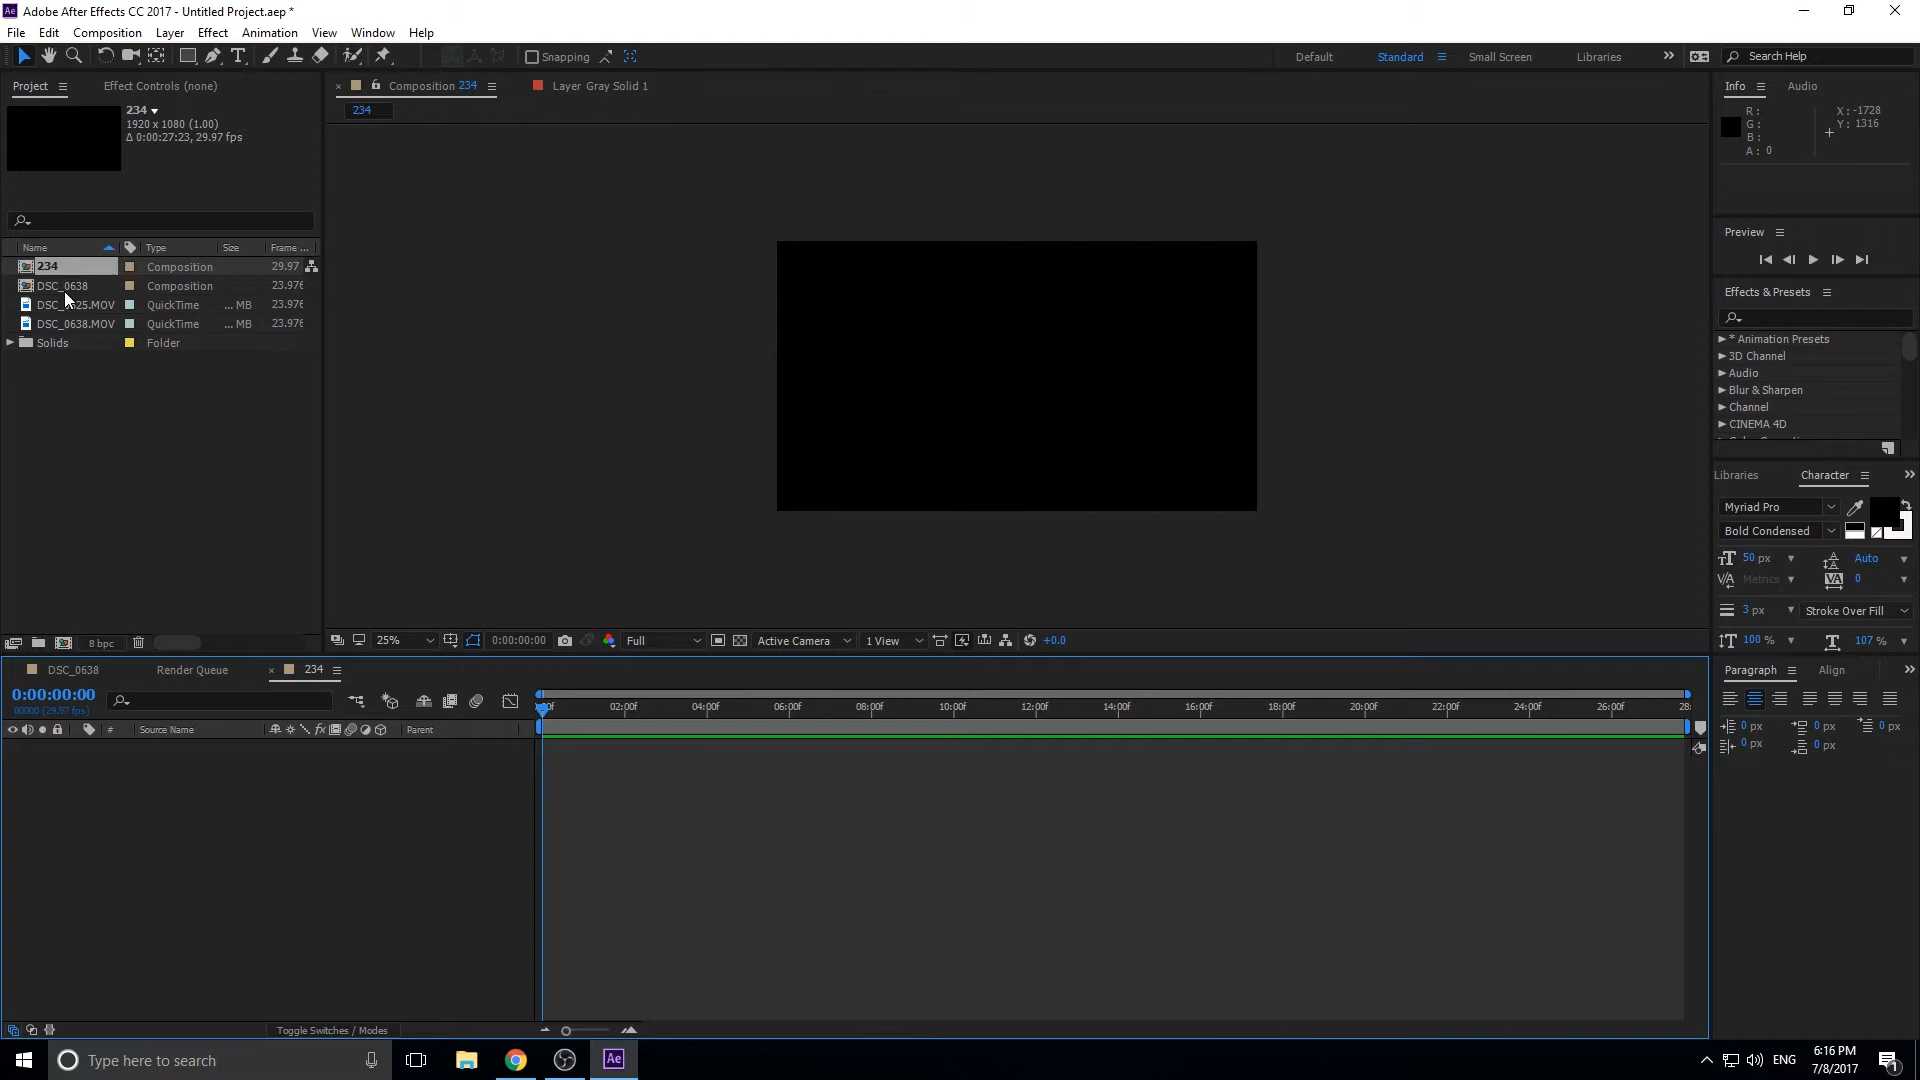 Ae Adobe After Effects CC 2017 - Untitled Project.aep *
File Edit Composition Layer Effect Animation View Window Help
Snapping
Default Standard Small Screen Libraries Search Help
Project Effect Controls (none)
234
1920 x 1080 (1.00)
Δ 0:00:27:23, 29.97 fps
Name Type Size Frame ...
234 Composition 29.97
DSC_0638 Composition 23.976
QuickTime ... MB 23.976
DSC_0638.MOV QuickTime ... MB 23.976
Solids Folder
8 bpc
Composition 234 Layer Gray Solid 1
234
25% 0:00:00:00 Full Active Camera 1 View +0.0
Info Audio
R: X: -1728
G: Y: 1316
B:
A: 0
Preview
Effects & Presets
* Animation Presets
3D Channel
Audio
Blur & Sharpen
Channel
CINEMA 4D
Libraries Character
Myriad Pro
Bold Condensed
50 px Auto
Metrics 0
3 px Stroke Over Fill
100 % 107 %
Paragraph Align
0 px 0 px 0 px
0 px 0 px
DSC_0638 Render Queue 234
0:00:00:00
00000 (29.97 fps)
02:00f 04:00f 06:00f 08:00f 10:00f 12:00f 14:00f 16:00f 18:00f 20:00f 22:00f 24:00f 26:00f 28:
# Source Name fx Parent
Toggle Switches / Modes
Type here to search
Ae
ENG
6:16 PM
7/8/2017
1